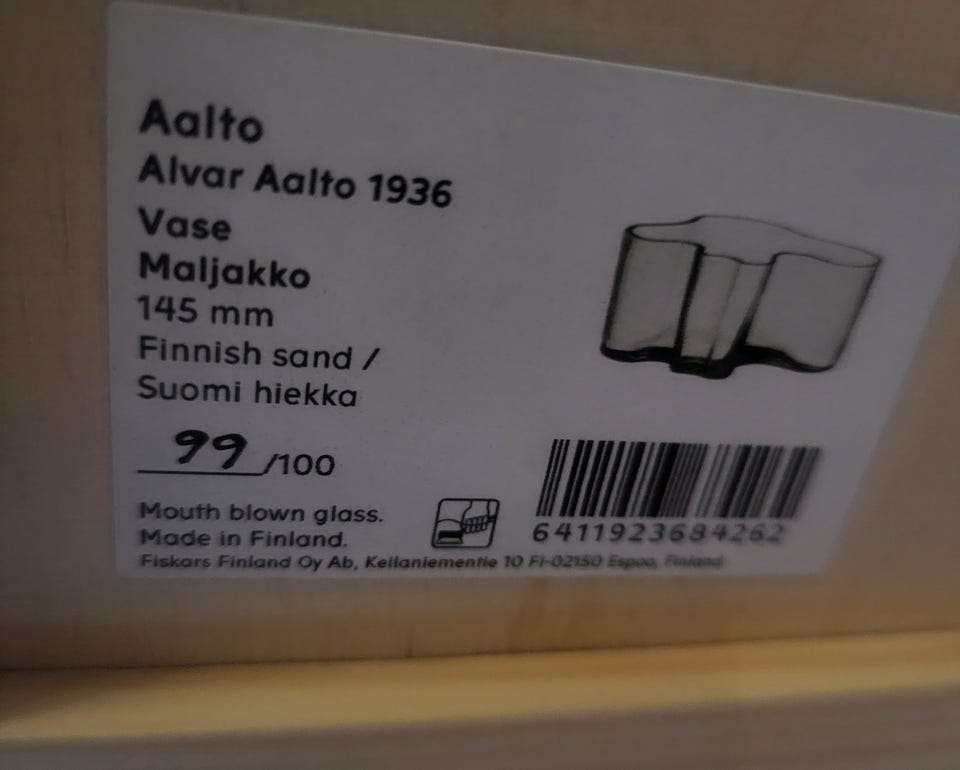 Aalto
Alvar Aalto 1936
Vase
Maljakko
145 mm
Finnish sand /
Suomi hiekka
99 /100
Mouth blown glass.
Made in Finland.
Fiskars Finland Oy Ab, Keilaniementie 10 FI-02150 Espoo, Finland
6411923684262